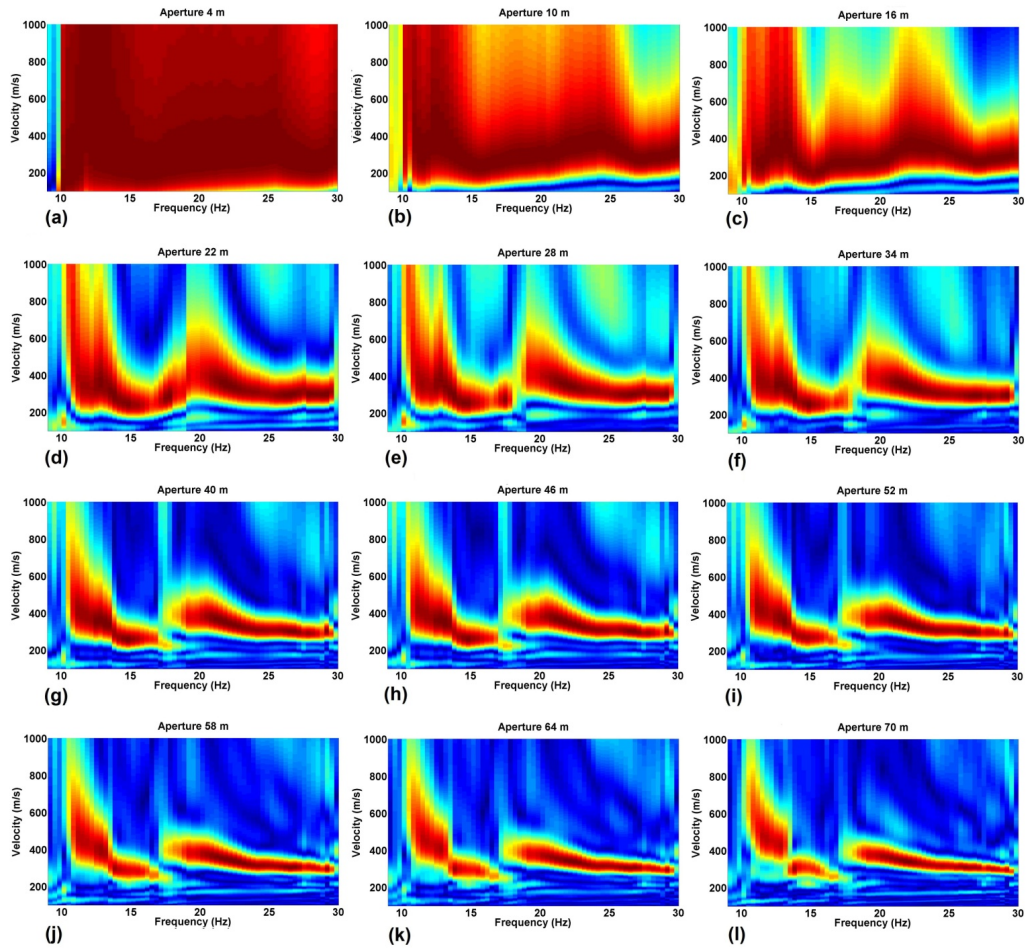 Aperture 4 m
Aperture 10 m
Aperture 16 m
1000
800
600
400
200
Velocity (m/s)
10 15 20 25 30
Frequency (Hz)
(a)
1000
800
600
400
200
Velocity (m/s)
10 15 20 25 30
Frequency (Hz)
(b)
1000
800
600
400
200
Velocity (m/s)
10 15 20 25 30
Frequency (Hz)
(c)
Aperture 22 m
Aperture 28 m
Aperture 34 m
1000
800
600
400
200
Velocity (m/s)
10 15 20 25 30
Frequency (Hz)
(d)
1000
800
600
400
200
Velocity (m/s)
10 15 20 25 30
Frequency (Hz)
(e)
1000
800
600
400
200
Velocity (m/s)
10 15 20 25 30
Frequency (Hz)
(f)
Aperture 40 m
Aperture 46 m
Aperture 52 m
1000
800
600
400
200
Velocity (m/s)
10 15 20 25 30
Frequency (Hz)
(g)
1000
800
600
400
200
Velocity (m/s)
10 15 20 25 30
Frequency (Hz)
(h)
1000
800
600
400
200
Velocity (m/s)
10 15 20 25 30
Frequency (Hz)
(i)
Aperture 58 m
Aperture 64 m
Aperture 70 m
1000
800
600
400
200
Velocity (m/s)
10 15 20 25 30
Frequency (Hz)
(j)
1000
800
600
400
200
Velocity (m/s)
10 15 20 25 30
Frequency (Hz)
(k)
1000
800
600
400
200
Velocity (m/s)
10 15 20 25 30
Frequency (Hz)
(l)